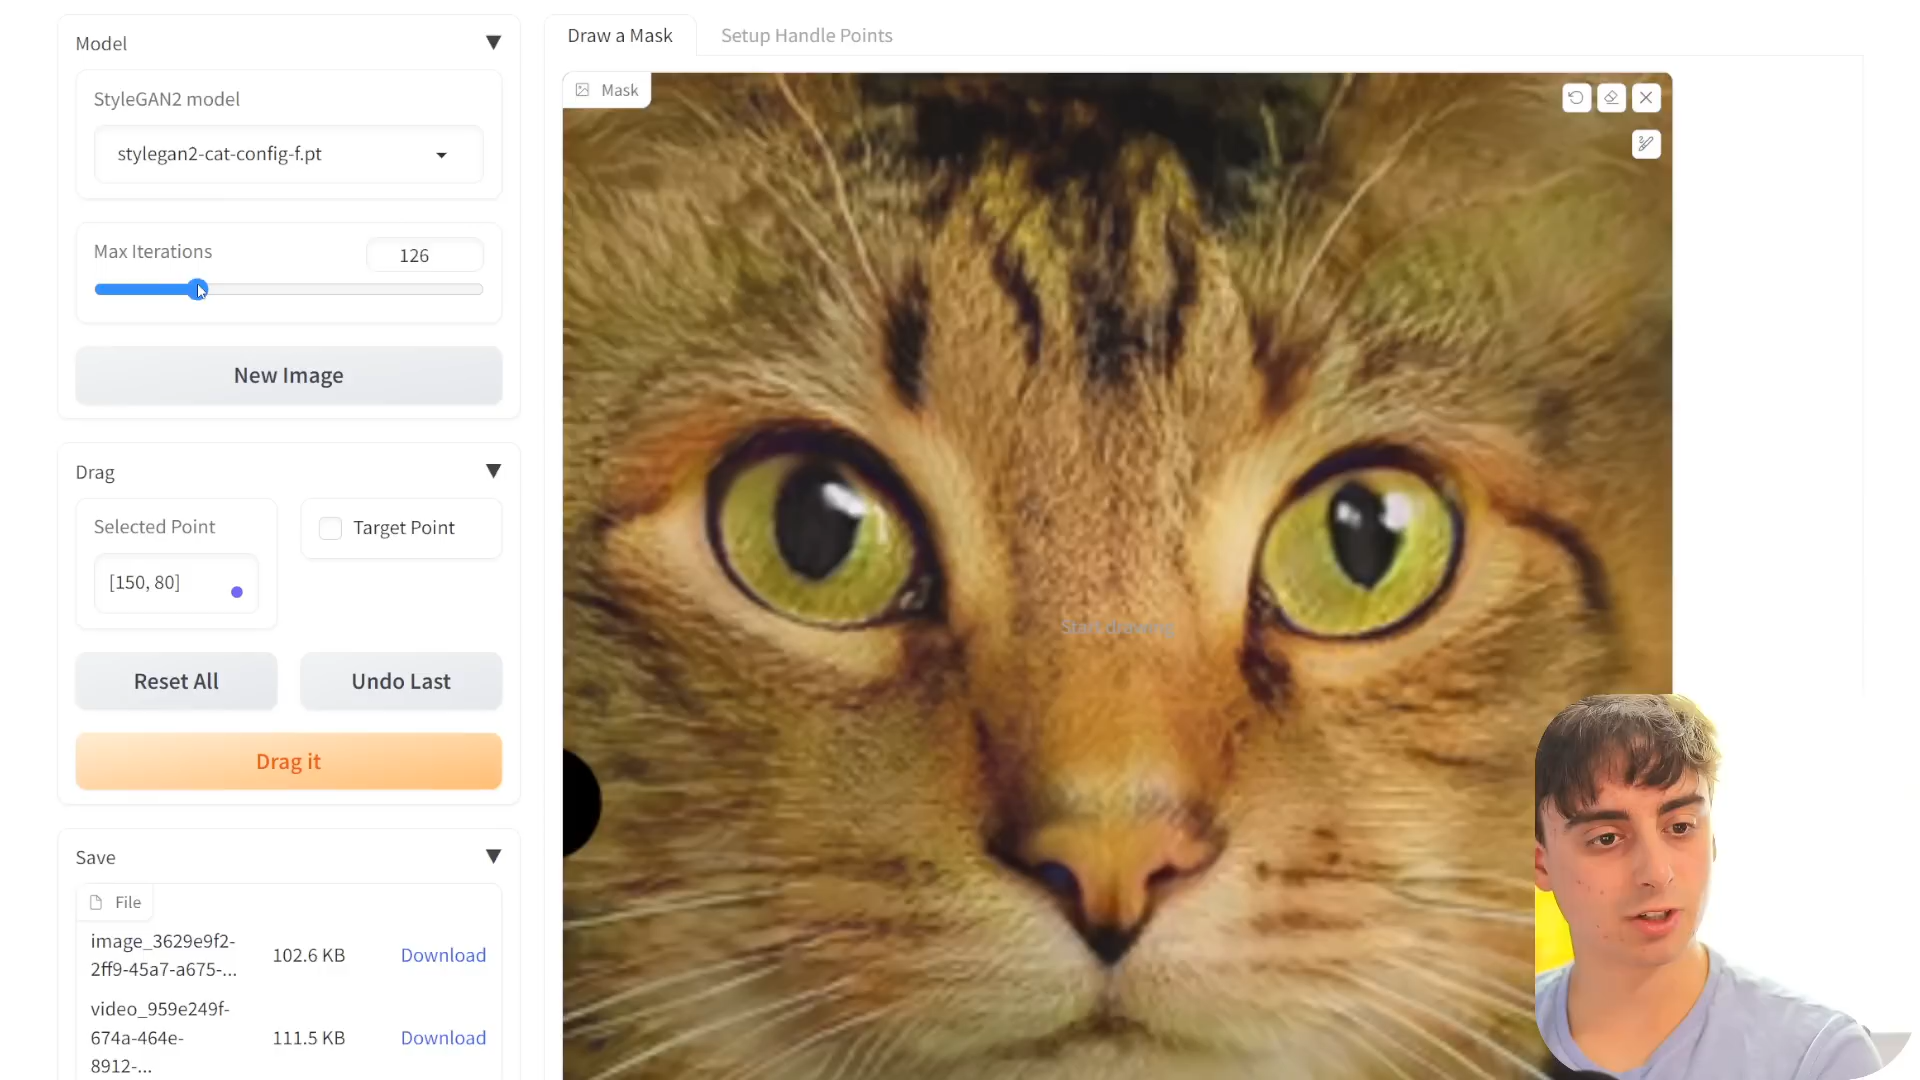 Model
StyleGAN2 model
stylegan2-cat-config-f.pt
Max Iterations
126
New Image
Drag
Selected Point
[150, 80]
Target Point
Reset All
Undo Last
Drag it
Save
File
image_3629e9f2-
2ff9-45a7-a675-...
102.6 KB
Download
video_959e249f-
674a-464e-
8912-...
111.5 KB
Download
Draw a Mask
Setup Handle Points
Mask
Start drawing